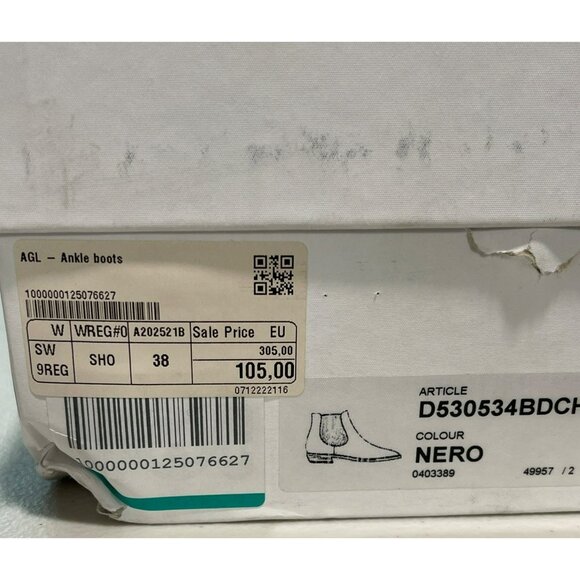 AGL – Ankle boots
1000000125076627
W WREG#0 A202521B Sale Price EU
SW 9REG SHO 38 305,00
105,00
0712222116
000000125076627
ARTICLE
D530534BDCH
COLOUR
NERO
0403389 49957 / 2